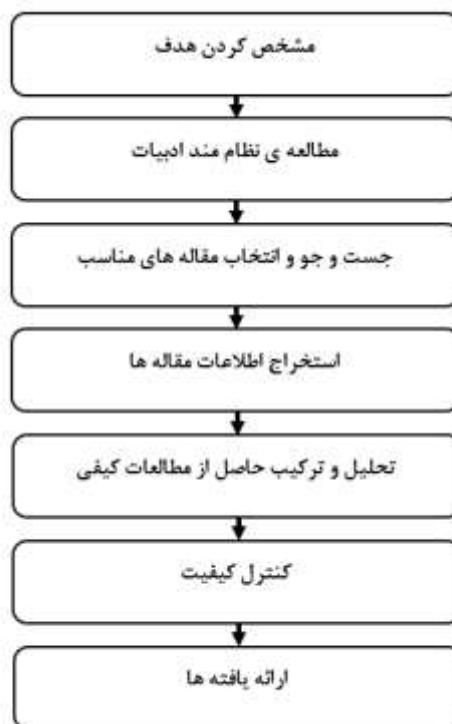 مشخص کردن هدف
مطالعه ی نظام مند ادبیات
جست و جو و انتخاب مقاله های مناسب
استخراج اطلاعات مقاله ها
تحلیل و ترکیب حاصل از مطالعات کیفی
کنترل کیفیت
ارائه یافته ها